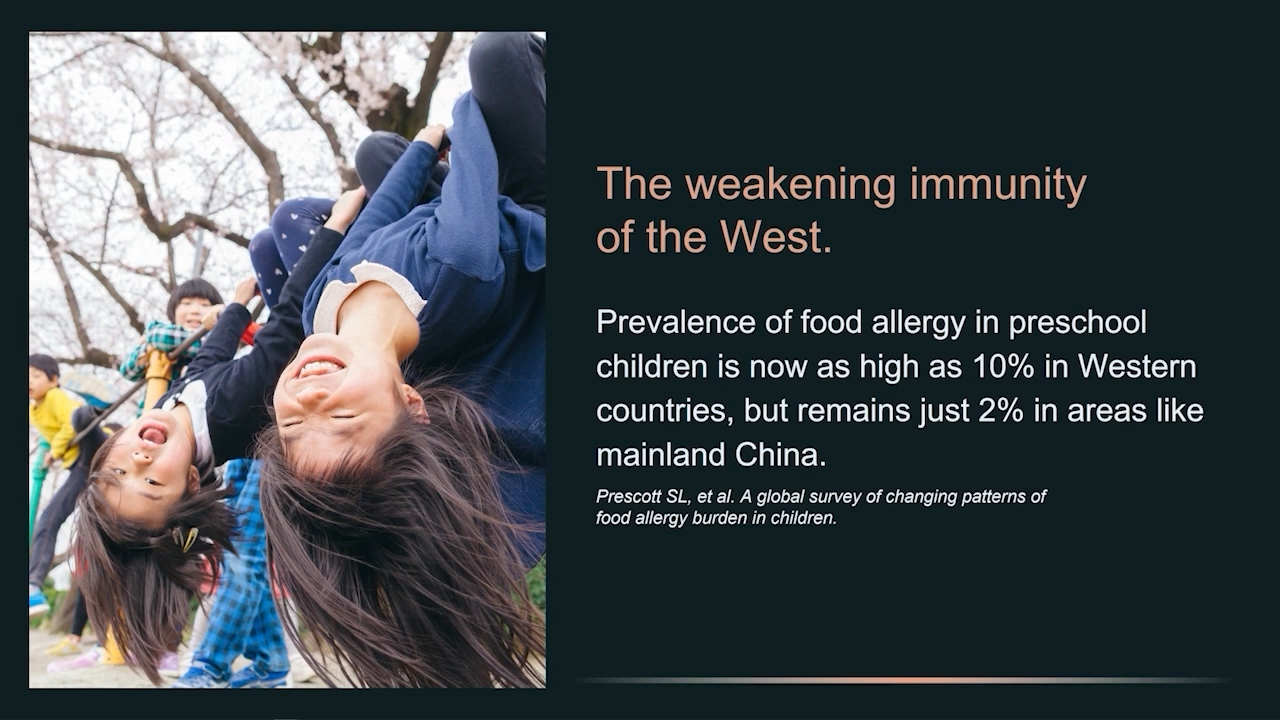 The weakening immunity
of the West.
Prevalence of food allergy in preschool
children is now as high as 10% in Western
countries, but remains just 2% in areas like
mainland China.
Prescott SL, et al. A global survey of changing patterns of
food allergy burden in children.